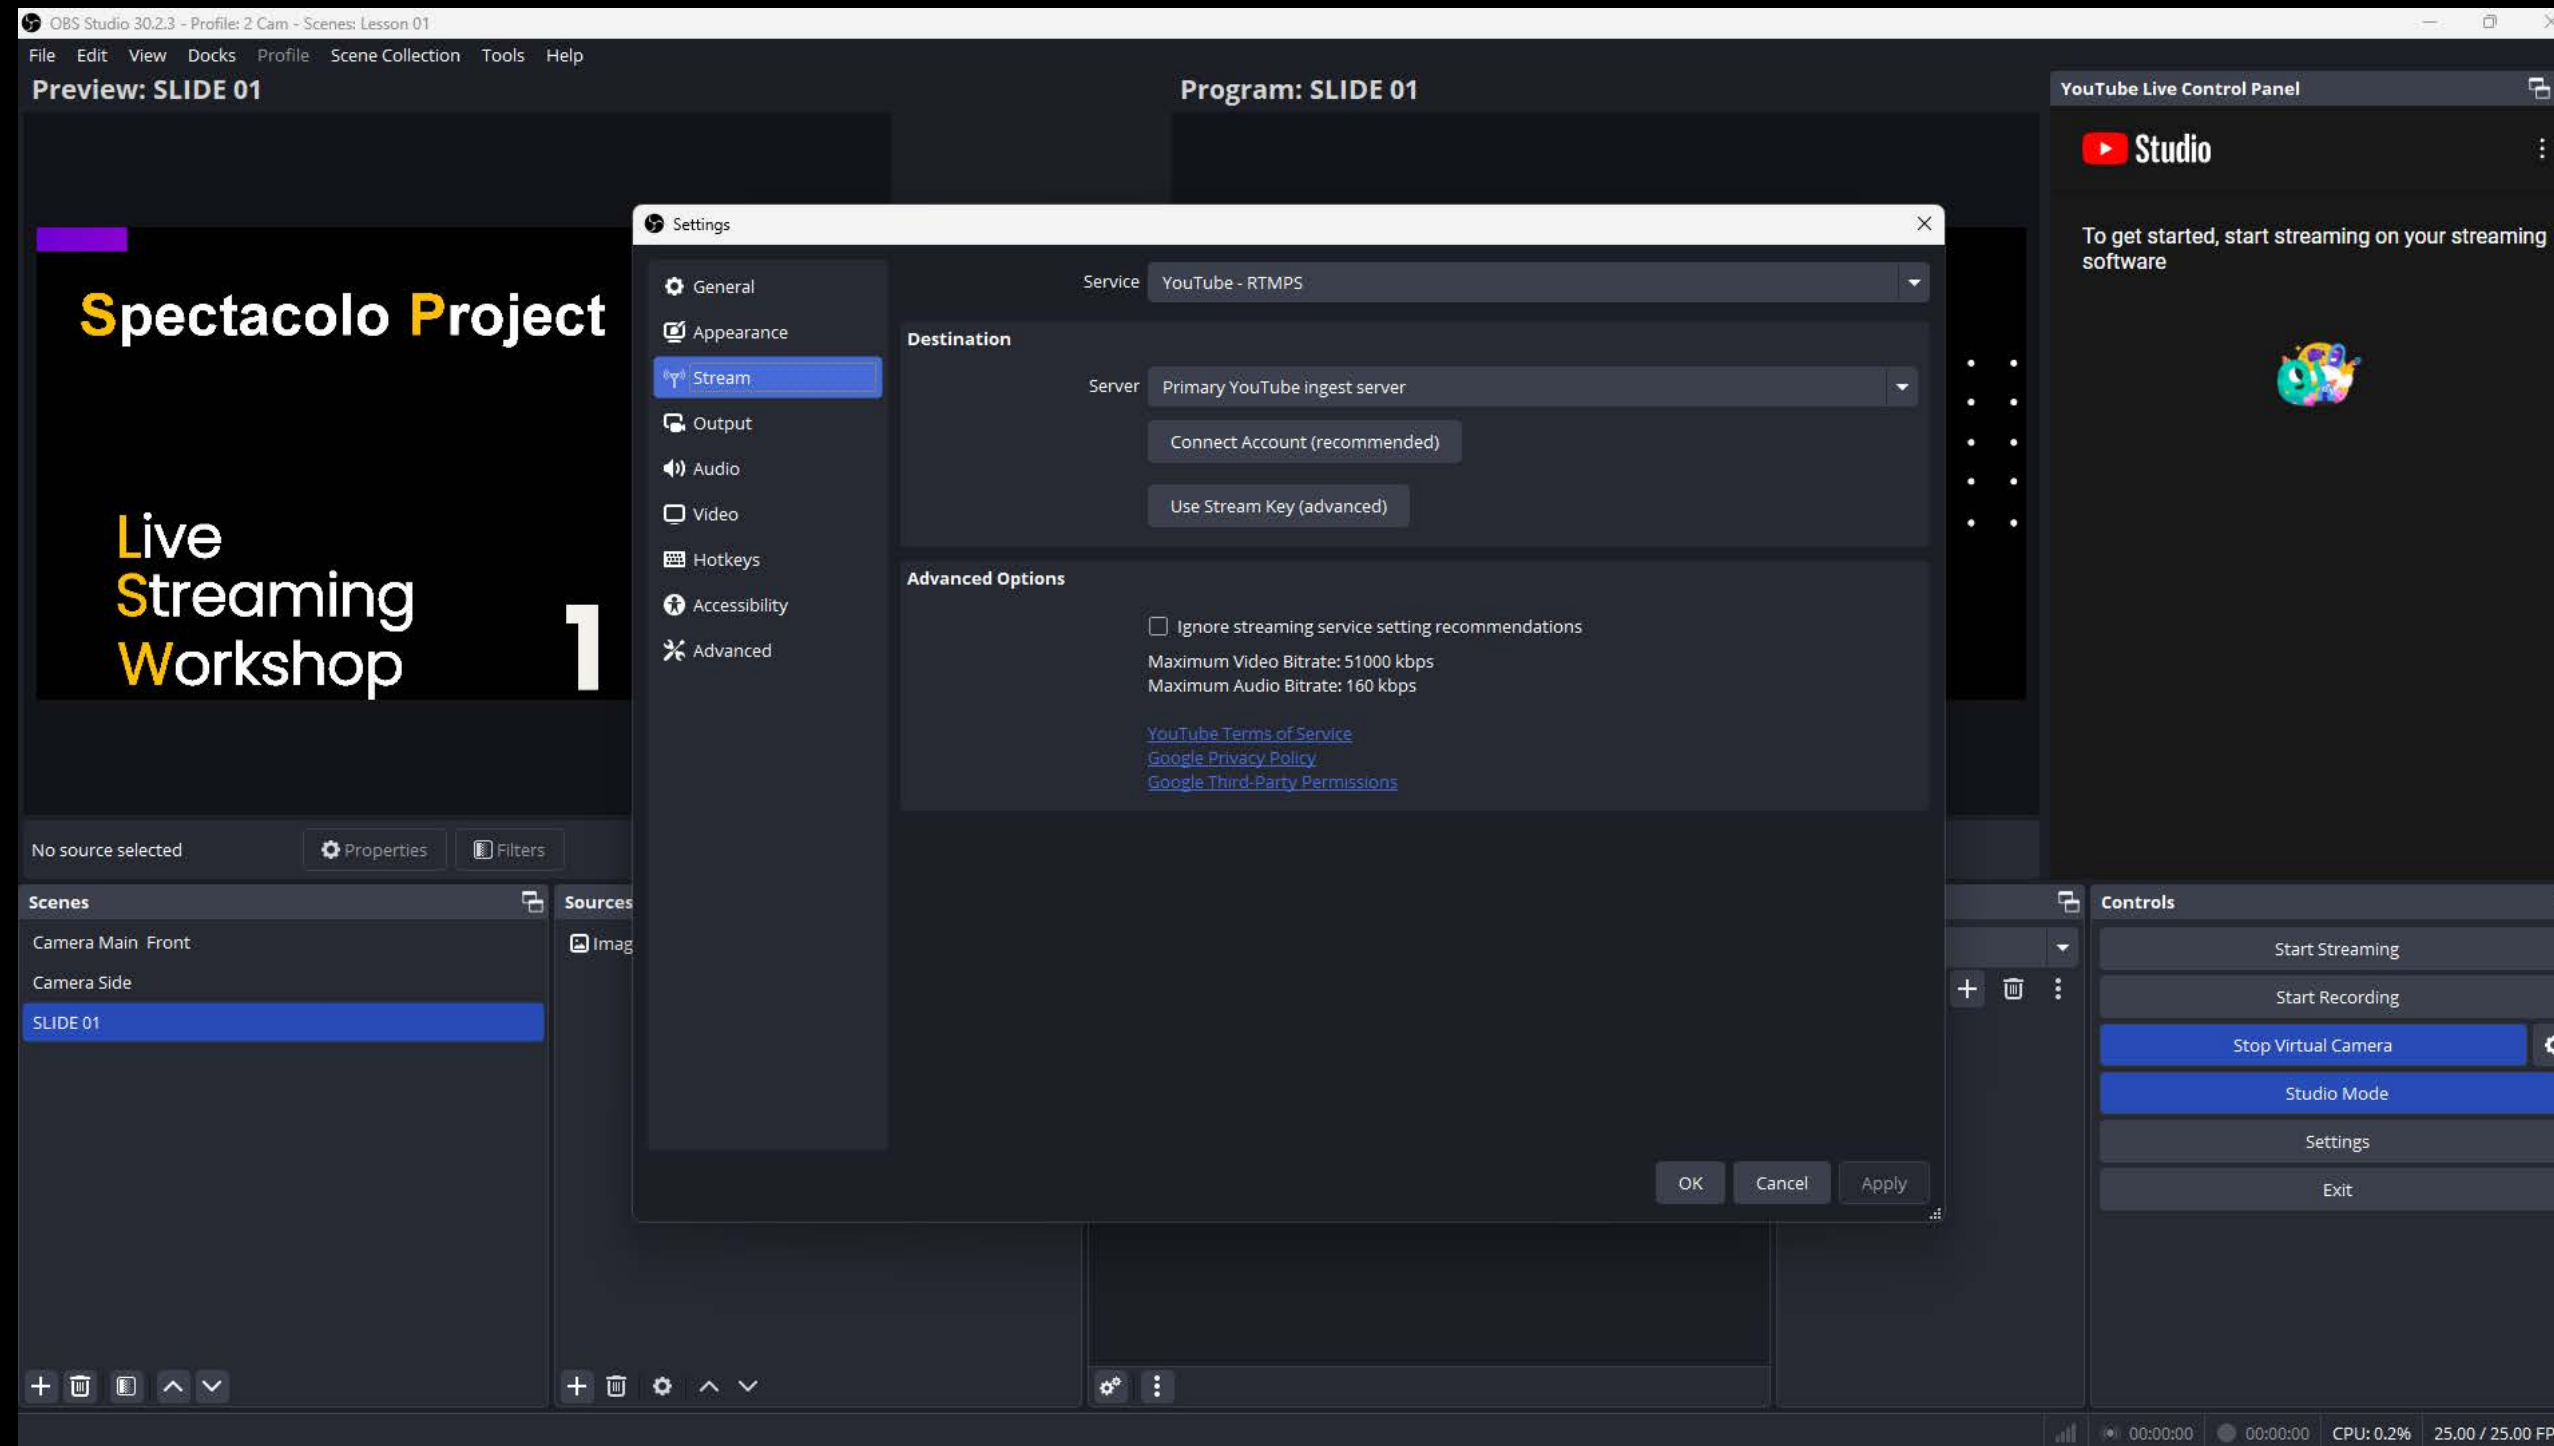 OBS Studio 30.2.3 - Profile: 2 Cam - Scenes: Lesson 01
File Edit View Docks Profile Scene Collection Tools Help
Preview: SLIDE 01
Program: SLIDE 01
YouTube Live Control Panel
Studio
To get started, start streaming on your streaming
software
Spectacolo Project
Live
Streaming
Workshop
1
Settings
General
Appearance
Stream
Output
Audio
Video
Hotkeys
Accessibility
Advanced
Service YouTube - RTMPS
Destination
Server Primary YouTube ingest server
Connect Account (recommended)
Use Stream Key (advanced)
Advanced Options
Ignore streaming service setting recommendations
Maximum Video Bitrate: 51000 kbps
Maximum Audio Bitrate: 160 kbps
YouTube Terms of Service
Google Privacy Policy
Google Third-Party Permissions
OK Cancel Apply
No source selected Properties Filters
Scenes
Camera Main Front
Camera Side
SLIDE 01
Sources
Imag
Controls
Start Streaming
Start Recording
Stop Virtual Camera
Studio Mode
Settings
Exit
00:00:00 00:00:00 CPU: 0.2% 25.00 / 25.00 FP